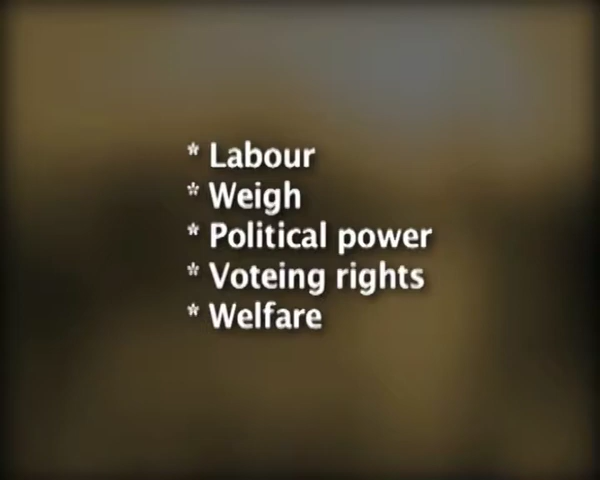 * Labour
* Weigh
* Political power
* Voteing rights
* Welfare